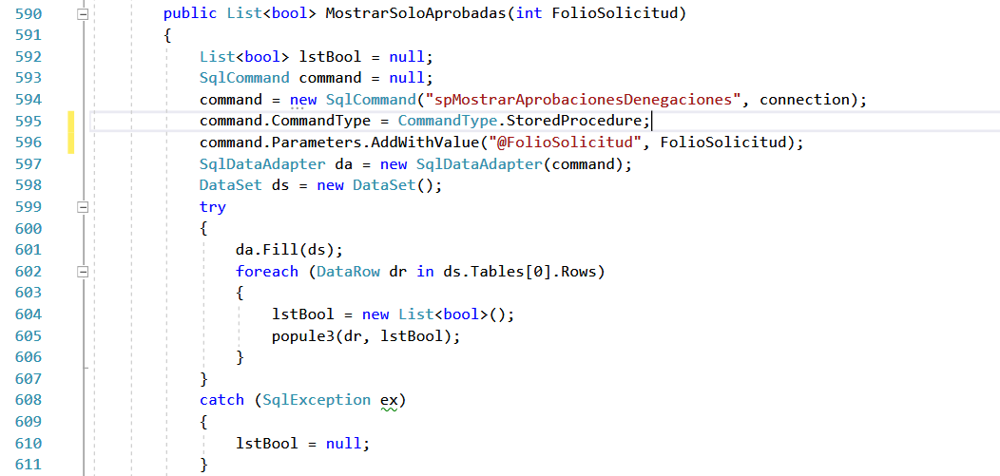 590 public List<bool> MostrarSoloAprobadas(int FolioSolicitud)
591 {
592 List<bool> lstBool = null;
593 SqlCommand command = null;
594 command = new SqlCommand("spMostrarAprobacionesDenegaciones", connection);
595 command.CommandType = CommandType.StoredProcedure;
596 command.Parameters.AddWithValue("@FolioSolicitud", FolioSolicitud);
597 SqlDataAdapter da = new SqlDataAdapter(command);
598 DataSet ds = new DataSet();
599 try
600 {
601 da.Fill(ds);
602 foreach (DataRow dr in ds.Tables[0].Rows)
603 {
604 lstBool = new List<bool>();
605 popule3(dr, lstBool);
606 }
607 }
608 catch (SqlException ex)
609 {
610 lstBool = null;
611 }